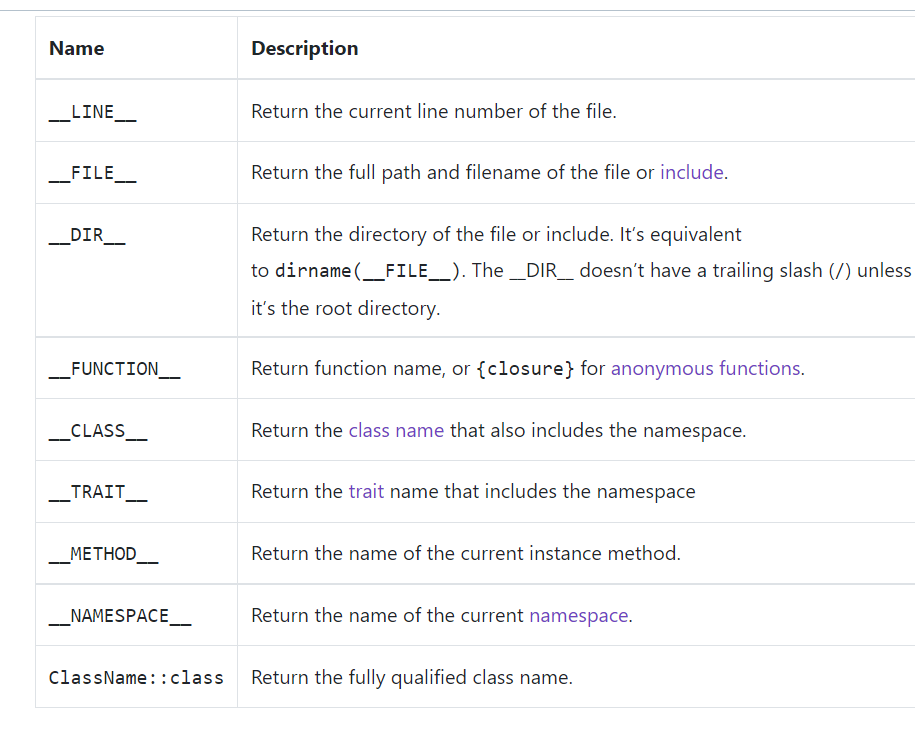 Name Description
__LINE__ Return the current line number of the file.
__FILE__ Return the full path and filename of the file or include.
__DIR__ Return the directory of the file or include. It’s equivalent
to dirname(__FILE__). The __DIR__ doesn’t have a trailing slash (/) unless
it’s the root directory.
__FUNCTION__ Return function name, or {closure} for anonymous functions.
__CLASS__ Return the class name that also includes the namespace.
__TRAIT__ Return the trait name that includes the namespace
__METHOD__ Return the name of the current instance method.
__NAMESPACE__ Return the name of the current namespace.
ClassName::class Return the fully qualified class name.